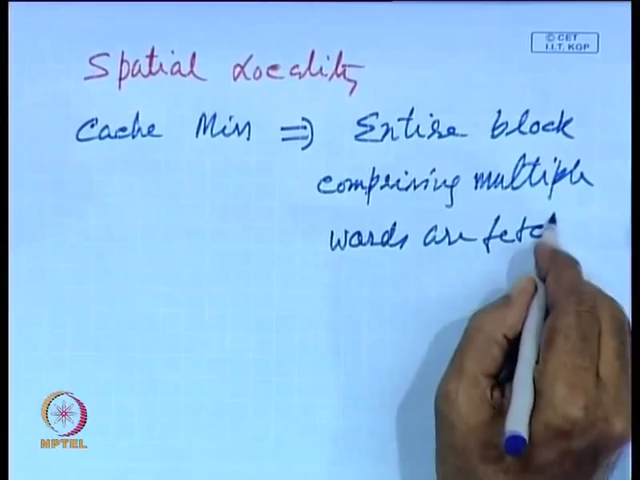 © CET
I.I.T. KGP
Spatial Locality
Cache Miss ⇒ Entire block
comprising multiple
words are fetc
NPTEL